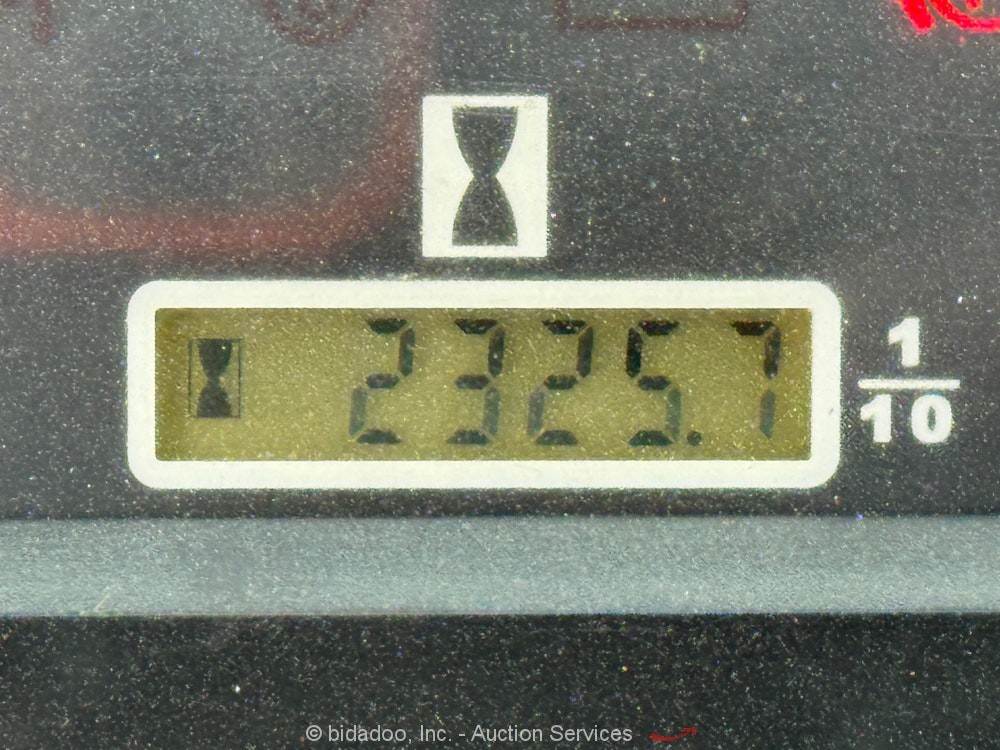 2325.7
1
10
© bidadoo, Inc. - Auction Services